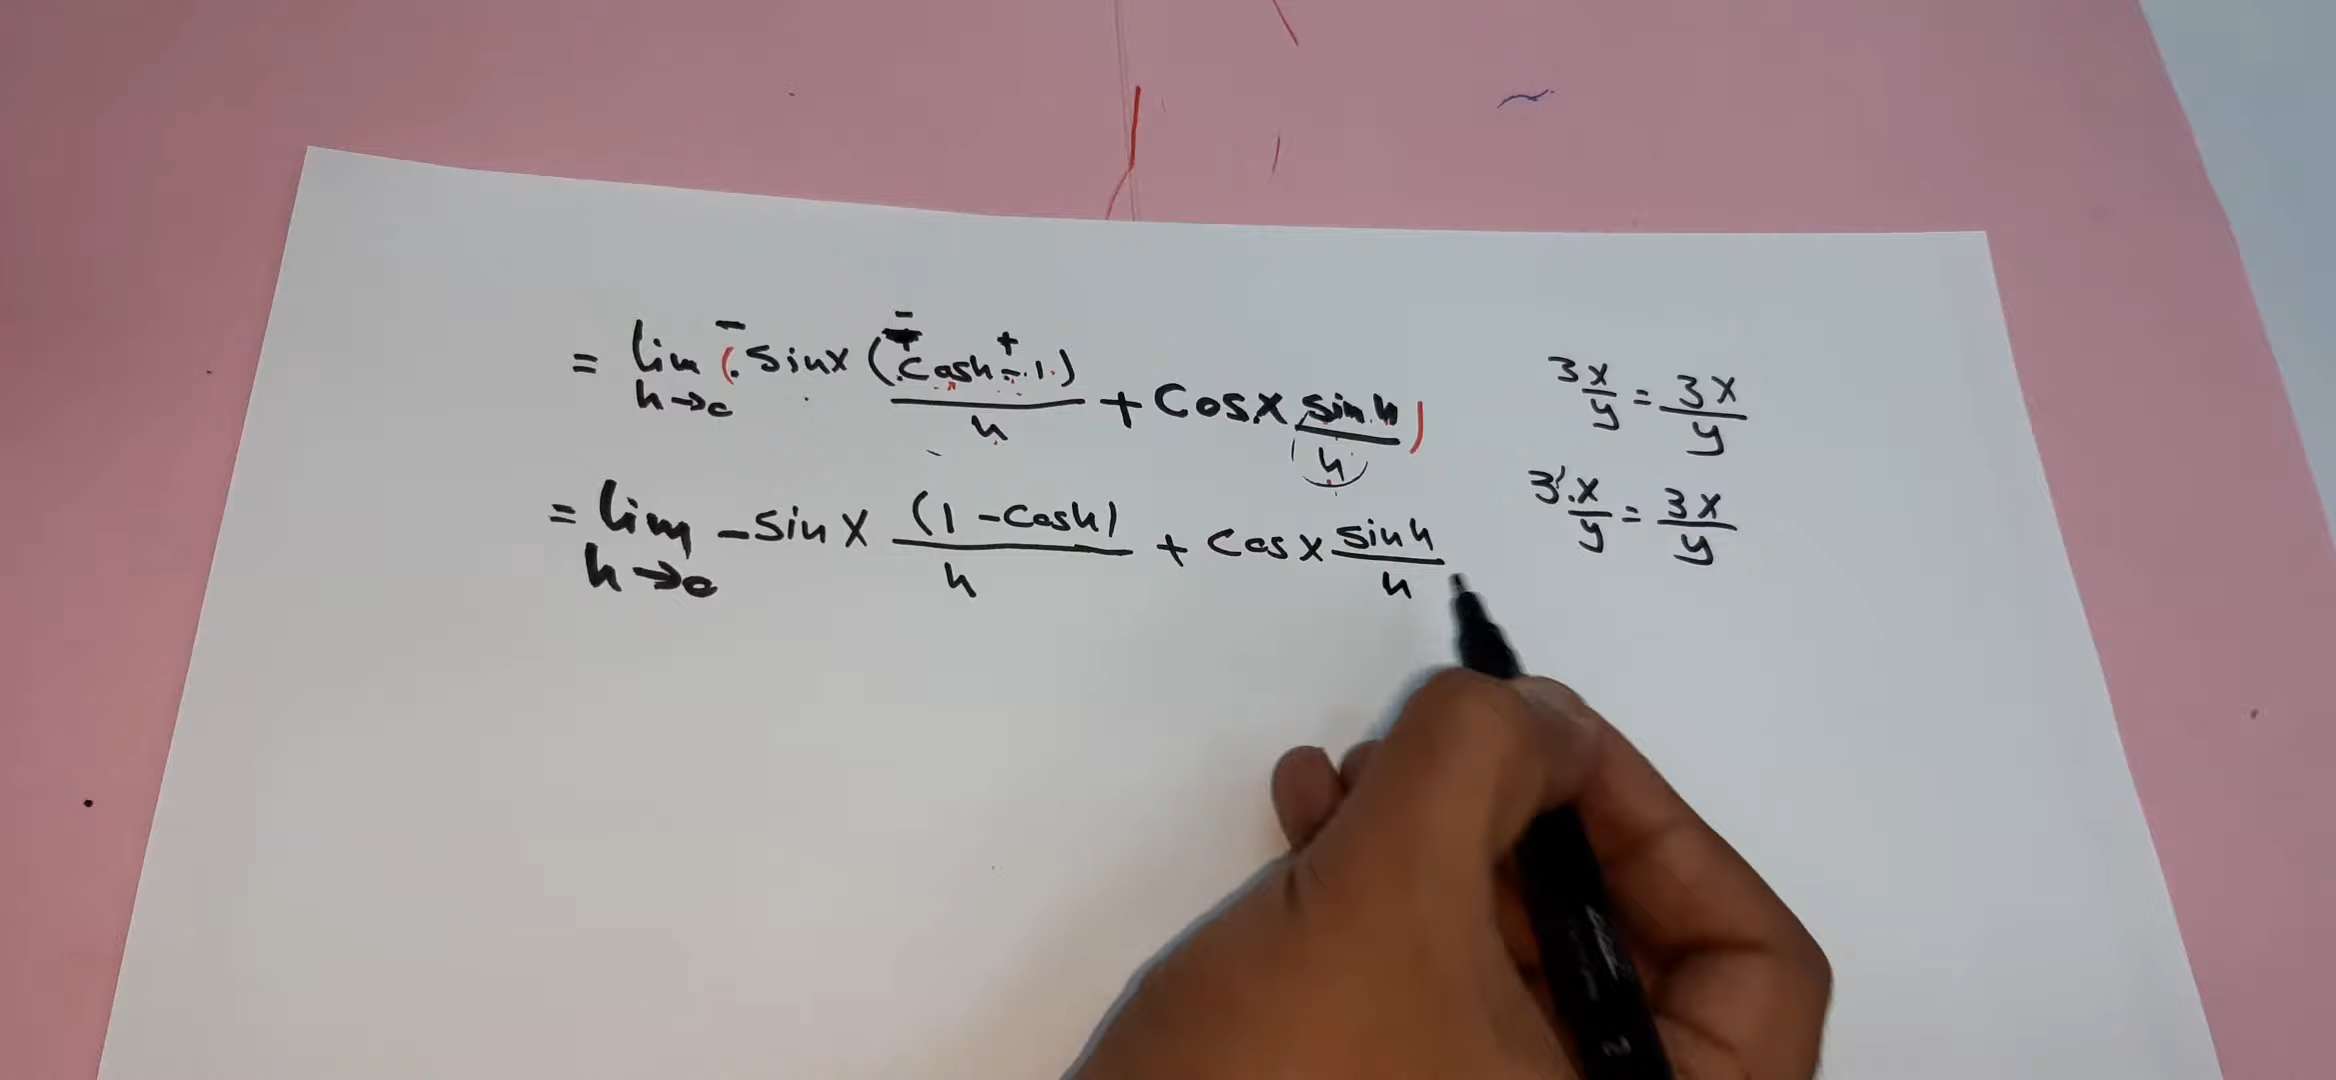 = lim (. sinx (cosh - 1) / h + cosx sinh / h)
h→0
= lim -sinx (1 - cosh) / h + cosx sinh / h
h→0
3 x/y = 3x/y
3 . x/y = 3x/y